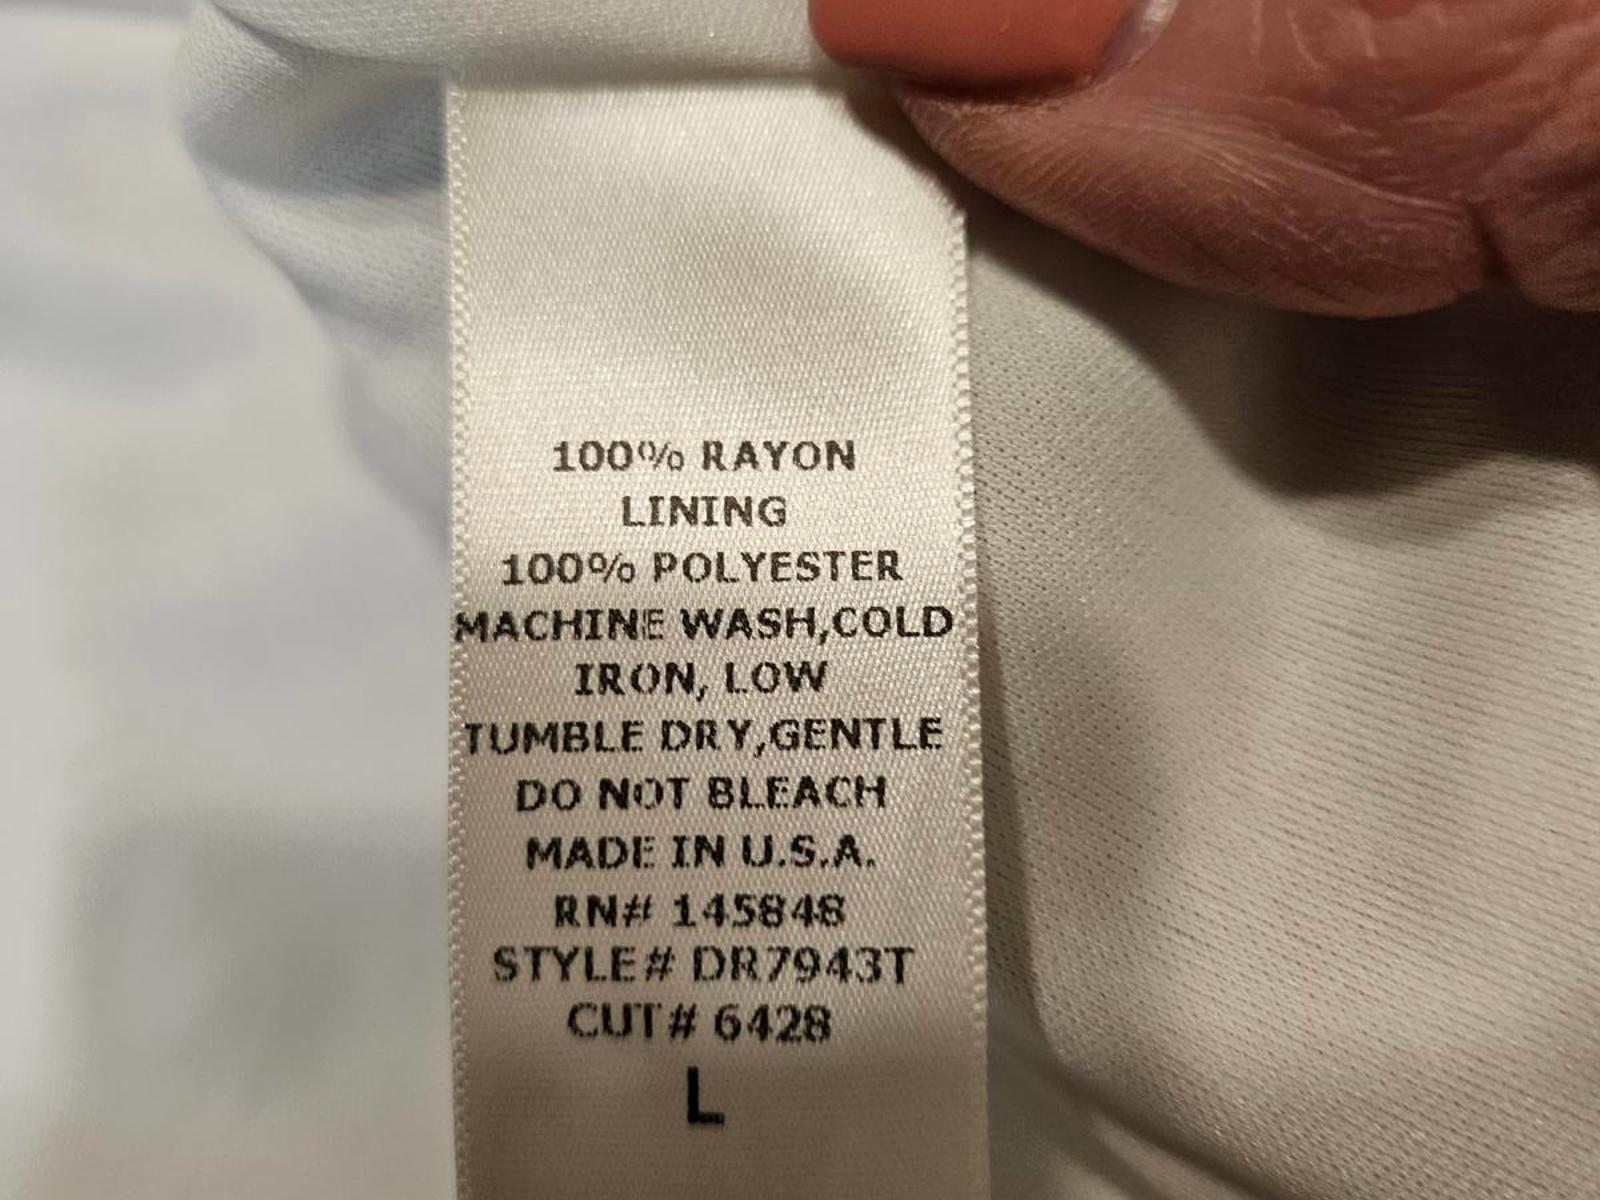 100% RAYON
LINING
100% POLYESTER
MACHINE WASH,COLD
IRON, LOW
TUMBLE DRY,GENTLE
DO NOT BLEACH
MADE IN U.S.A.
RN# 145848
STYLE# DR7943T
CUT# 6428
L